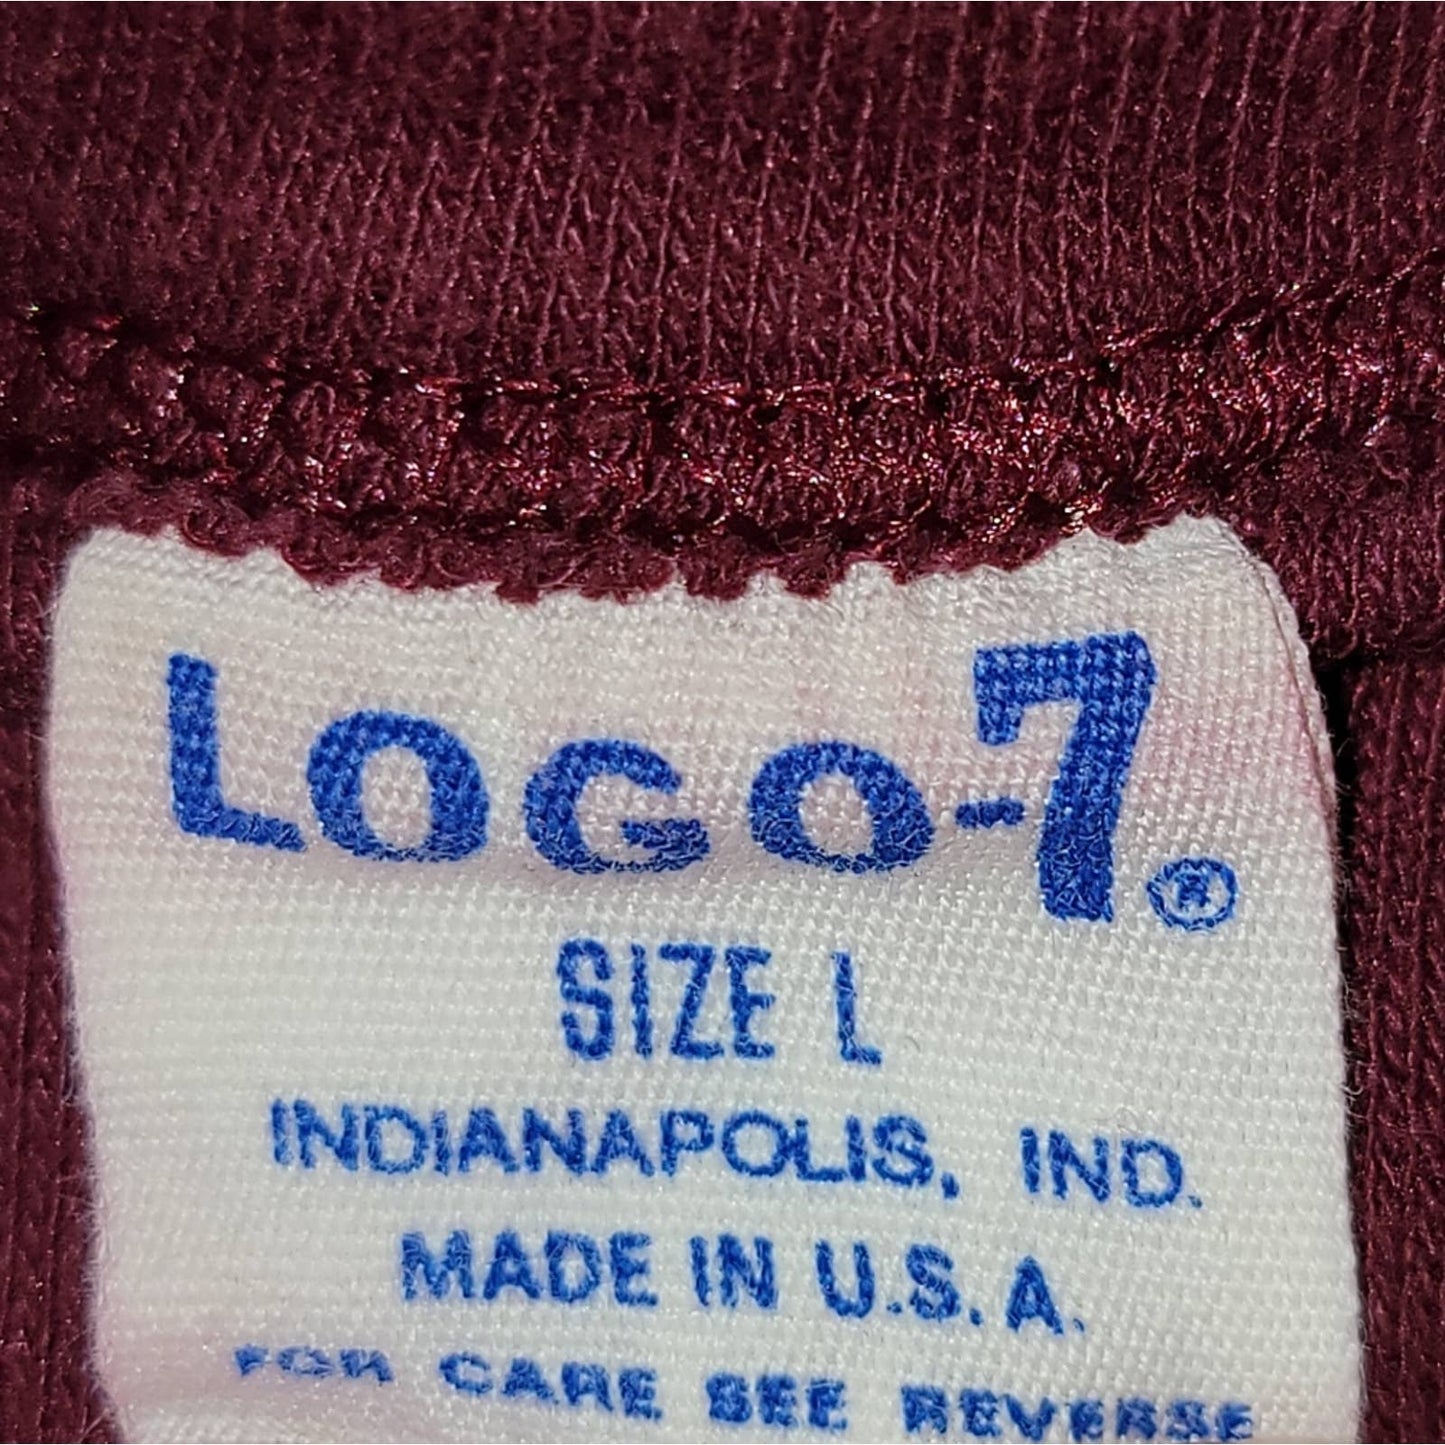 LOGO-7®
SIZE L
INDIANAPOLIS, IND.
MADE IN U.S.A.
FOR CARE SEE REVERSE